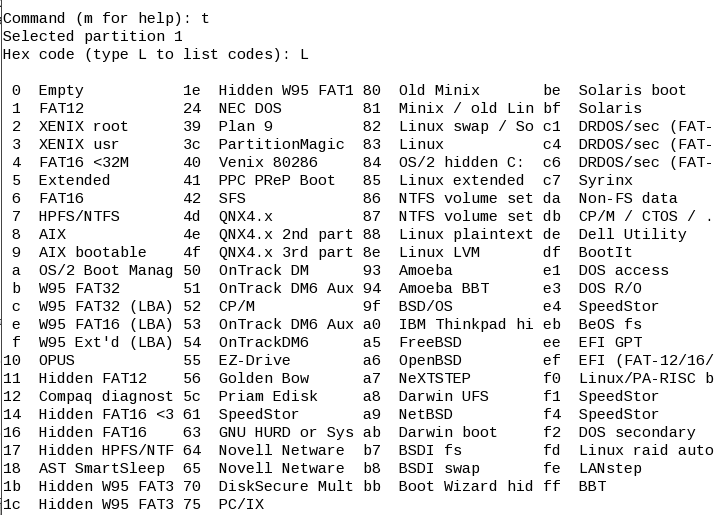 Command (m for help): t
Selected partition 1
Hex code (type L to list codes): L

 0  Empty           1e  Hidden W95 FAT1 80  Old Minix       be  Solaris boot
 1  FAT12           24  NEC DOS         81  Minix / old Lin bf  Solaris
 2  XENIX root      39  Plan 9          82  Linux swap / So c1  DRDOS/sec (FAT-
 3  XENIX usr       3c  PartitionMagic  83  Linux           c4  DRDOS/sec (FAT-
 4  FAT16 <32M      40  Venix 80286     84  OS/2 hidden C:  c6  DRDOS/sec (FAT-
 5  Extended        41  PPC PReP Boot   85  Linux extended  c7  Syrinx
 6  FAT16           42  SFS             86  NTFS volume set da  Non-FS data
 7  HPFS/NTFS       4d  QNX4.x          87  NTFS volume set db  CP/M / CTOS / .
 8  AIX             4e  QNX4.x 2nd part 88  Linux plaintext de  Dell Utility
 9  AIX bootable    4f  QNX4.x 3rd part 8e  Linux LVM       df  BootIt
 a  OS/2 Boot Manag 50  OnTrack DM      93  Amoeba          e1  DOS access
 b  W95 FAT32       51  OnTrack DM6 Aux 94  Amoeba BBT      e3  DOS R/O
 c  W95 FAT32 (LBA) 52  CP/M            9f  BSD/OS          e4  SpeedStor
 e  W95 FAT16 (LBA) 53  OnTrack DM6 Aux a0  IBM Thinkpad hi eb  BeOS fs
 f  W95 Ext'd (LBA) 54  OnTrackDM6      a5  FreeBSD         ee  EFI GPT
10  OPUS            55  EZ-Drive        a6  OpenBSD         ef  EFI (FAT-12/16/
11  Hidden FAT12    56  Golden Bow      a7  NeXTSTEP        f0  Linux/PA-RISC b
12  Compaq diagnost 5c  Priam Edisk     a8  Darwin UFS      f1  SpeedStor
14  Hidden FAT16 <3 61  SpeedStor       a9  NetBSD          f4  SpeedStor
16  Hidden FAT16    63  GNU HURD or Sys ab  Darwin boot     f2  DOS secondary
17  Hidden HPFS/NTF 64  Novell Netware  b7  BSDI fs         fd  Linux raid auto
18  AST SmartSleep  65  Novell Netware  b8  BSDI swap       fe  LANstep
1b  Hidden W95 FAT3 70  DiskSecure Mult bb  Boot Wizard hid ff  BBT
1c  Hidden W95 FAT3 75  PC/IX